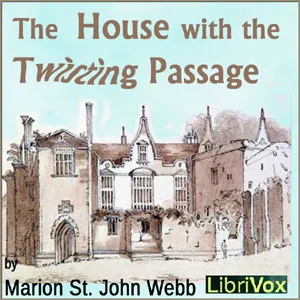 The House with the
Twisting Passage
by
Marion St. John Webb
LibriVox